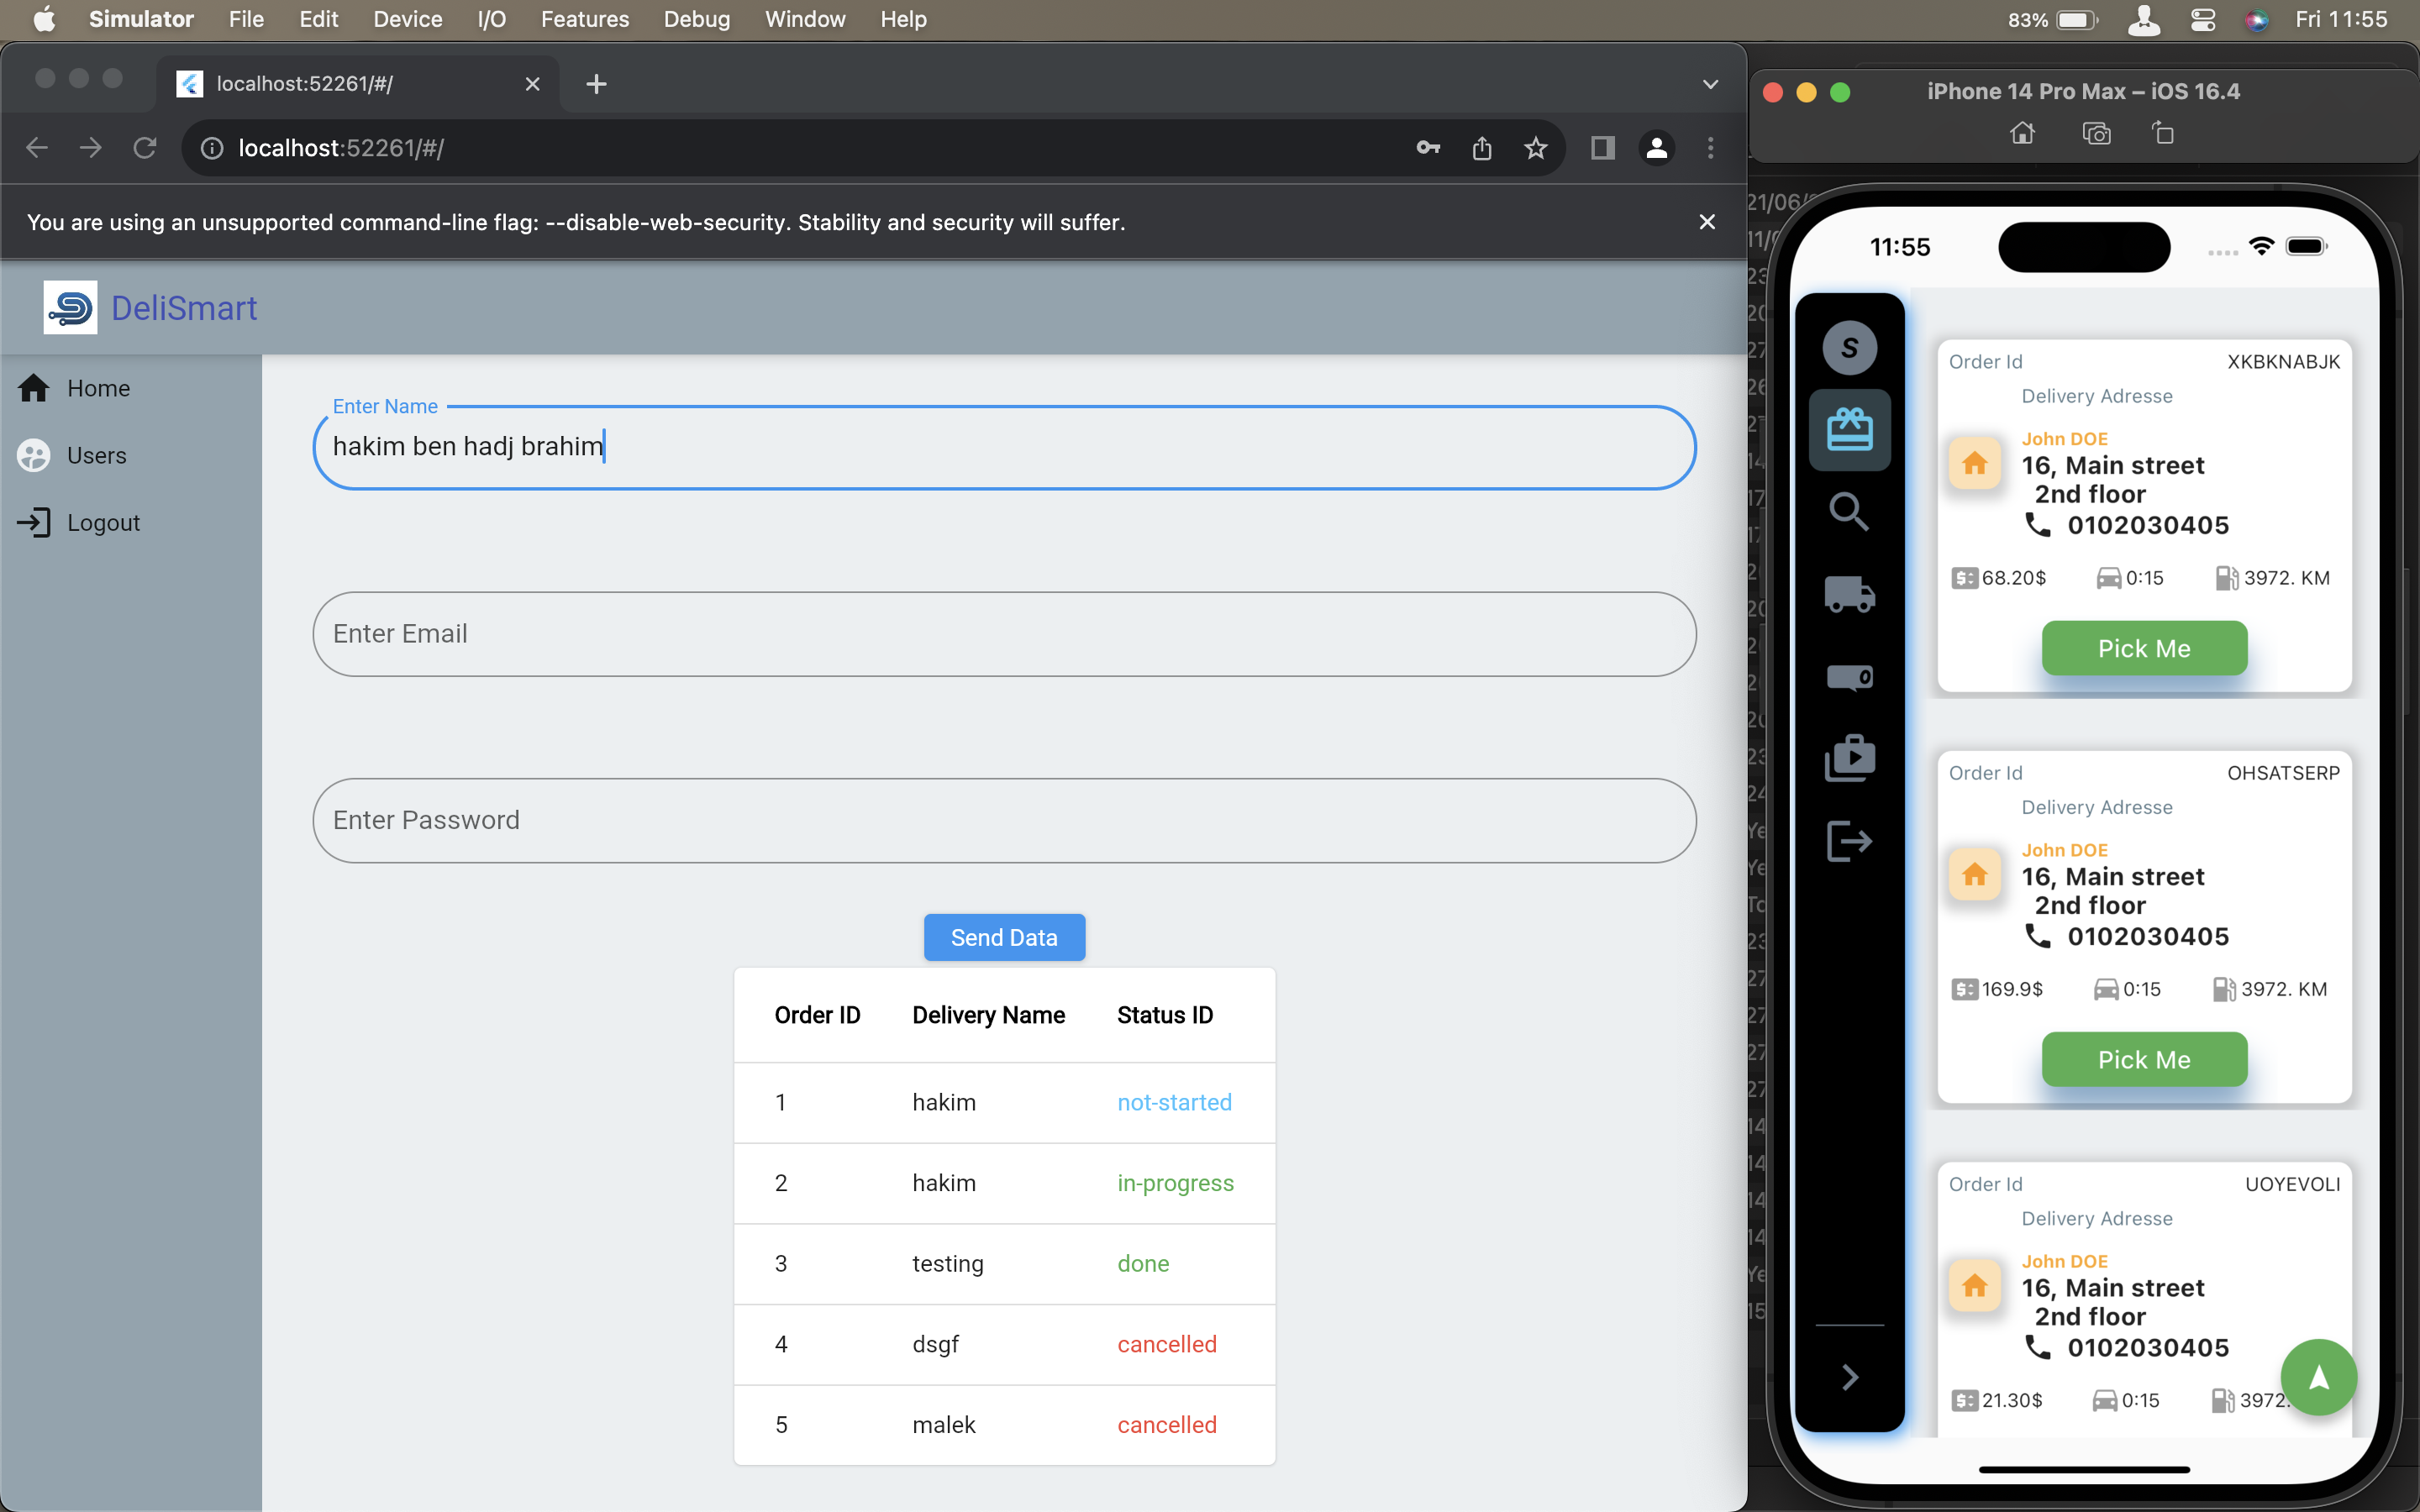 Simulator File Edit Device I/O Features Debug Window Help
83% Fri 11:55
localhost:52261/#/
localhost:52261/#/
You are using an unsupported command-line flag: --disable-web-security. Stability and security will suffer.
DeliSmart
Home
Users
Logout
Enter Name
hakim ben hadj brahim
Enter Email
Enter Password
Send Data
Order ID Delivery Name Status ID
1 hakim not-started
2 hakim in-progress
3 testing done
4 dsgf cancelled
5 malek cancelled
iPhone 14 Pro Max – iOS 16.4
11:55
S
Order Id XKBKNABJK
Delivery Adresse
John DOE
16, Main street
2nd floor
0102030405
68.20$ 0:15 3972. KM
Pick Me
Order Id OHSATSERP
Delivery Adresse
John DOE
16, Main street
2nd floor
0102030405
169.9$ 0:15 3972. KM
Pick Me
Order Id UOYEVOLI
Delivery Adresse
John DOE
16, Main street
2nd floor
0102030405
21.30$ 0:15 3972.